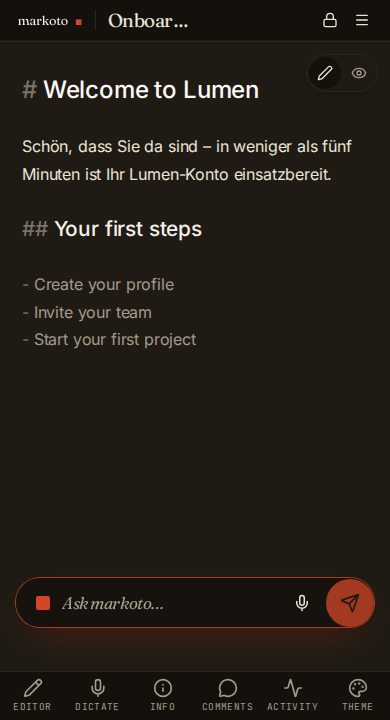 markoto
Onboar...
# Welcome to Lumen
Schön, dass Sie da sind – in weniger als fünf
Minuten ist Ihr Lumen-Konto einsatzbereit.
## Your first steps
- Create your profile
- Invite your team
- Start your first project
Ask markoto...
EDITOR
DICTATE
INFO
COMMENTS
ACTIVITY
THEME